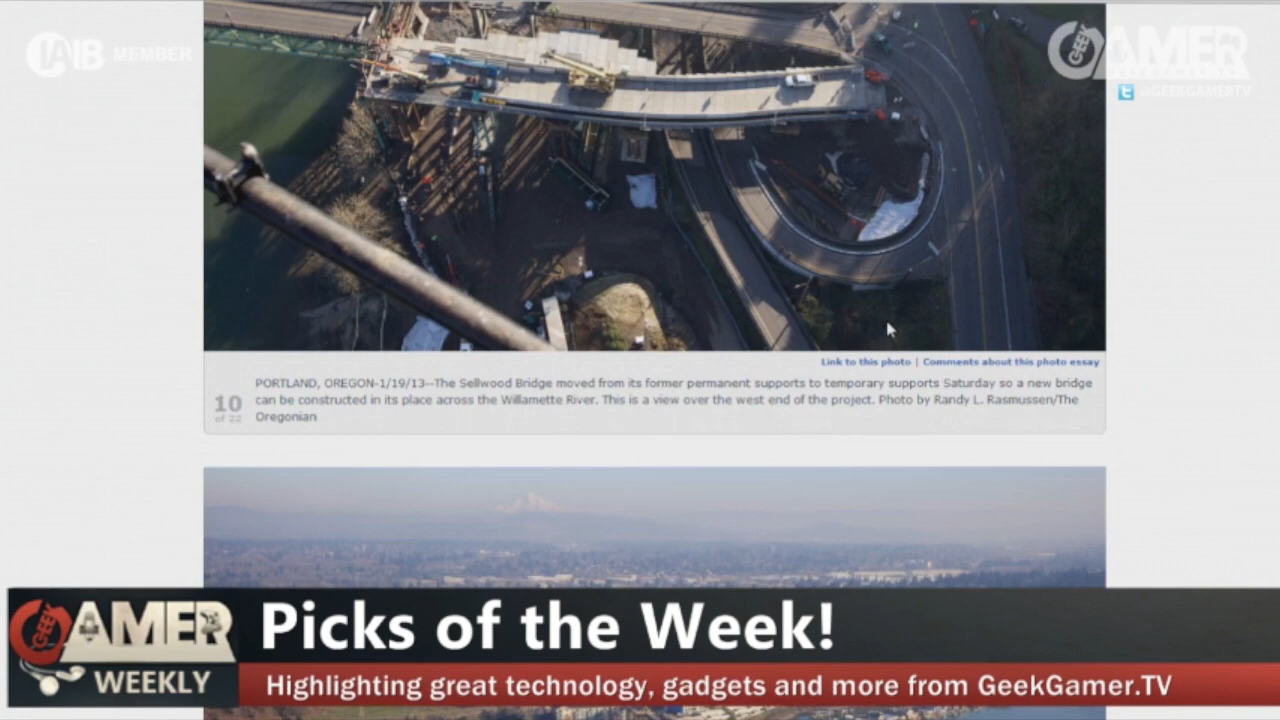 IAIB MEMBER
GEEK GAMER
@GEEKGAMERTV
Link to this photo | Comments about this photo essay
PORTLAND, OREGON-1/19/13--The Sellwood Bridge moved from its former permanent supports to temporary supports Saturday so a new bridge
10 can be constructed in its place across the Willamette River. This is a view over the west end of the project. Photo by Randy L. Rasmussen/The
of 22 Oregonian
GEEK GAMER
WEEKLY
Picks of the Week!
Highlighting great technology, gadgets and more from GeekGamer.TV